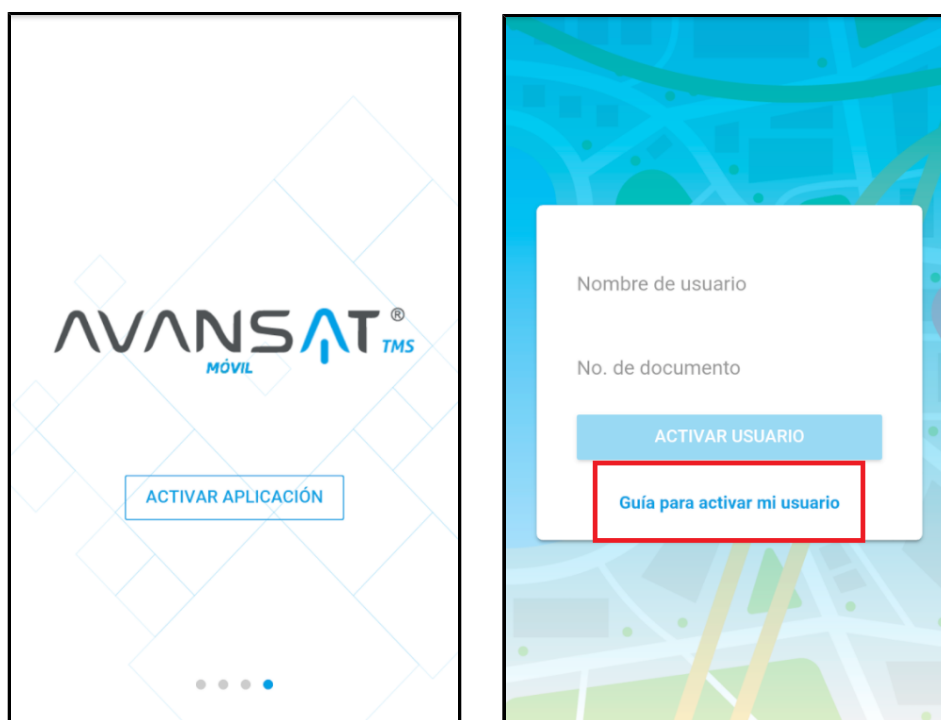 AVANSAT® TMS
MÓVIL
ACTIVAR APLICACIÓN
Nombre de usuario
No. de documento
ACTIVAR USUARIO
Guía para activar mi usuario